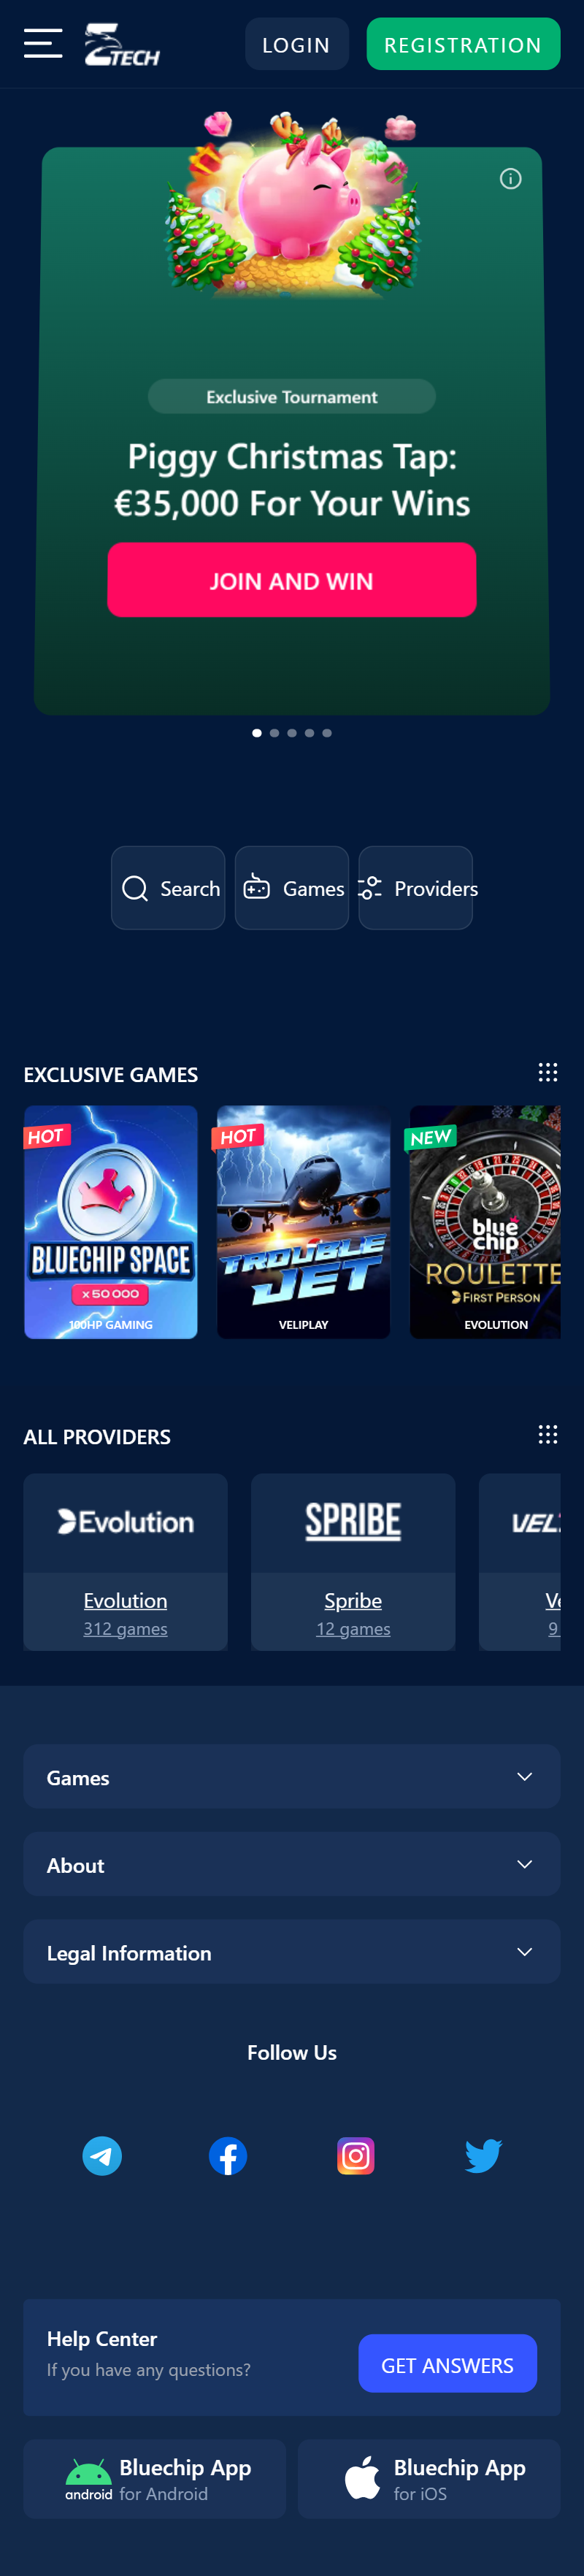 TECH
LOGIN
REGISTRATION
Exclusive Tournament
Piggy Christmas Tap:
€35,000 For Your Wins
JOIN AND WIN
Search
Games
Providers
EXCLUSIVE GAMES
HOT
BLUECHIP SPACE
x50 000
100HP GAMING
HOT
TROUBLE
JET
VELIPLAY
NEW
blue
chip
ROULETTE
FIRST PERSON
EVOLUTION
ALL PROVIDERS
Evolution
Evolution
312 games
SPRIBE
Spribe
12 games
VEL
Ve
9
Games
About
Legal Information
Follow Us
Help Center
If you have any questions?
GET ANSWERS
android
Bluechip App
for Android
Bluechip App
for iOS